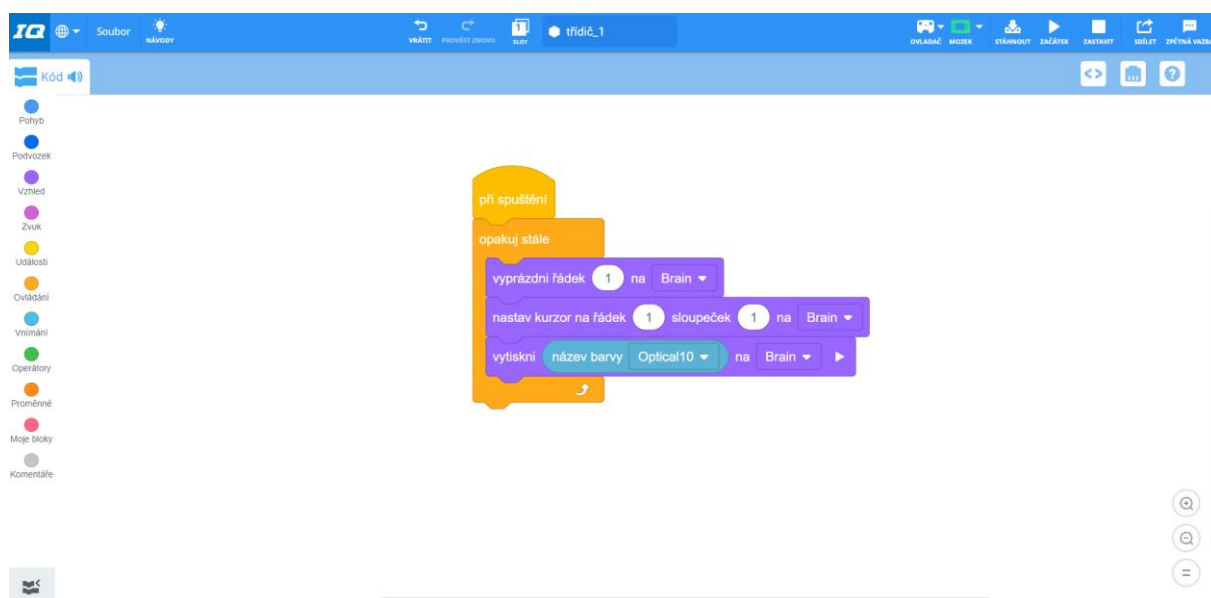 IQ Soubor NÁVODY VRÁTIT PROVÉST ZNOVU 1 SLOT třídič_1 OVLADAČ MOZEK STÁHNOUT ZAČÁTEK ZASTAVIT SDÍLET ZPĚTNÁ VAZBA
Kód <> ?
Pohyb
Podvozek
Vzhled
Zvuk
Události
Ovládání
Vnímání
Operátory
Proměnné
Moje bloky
Komentáře
při spuštění
opakuj stále
vyprázdni řádek 1 na Brain
nastav kurzor na řádek 1 sloupeček 1 na Brain
vytiskni název barvy Optical10 na Brain